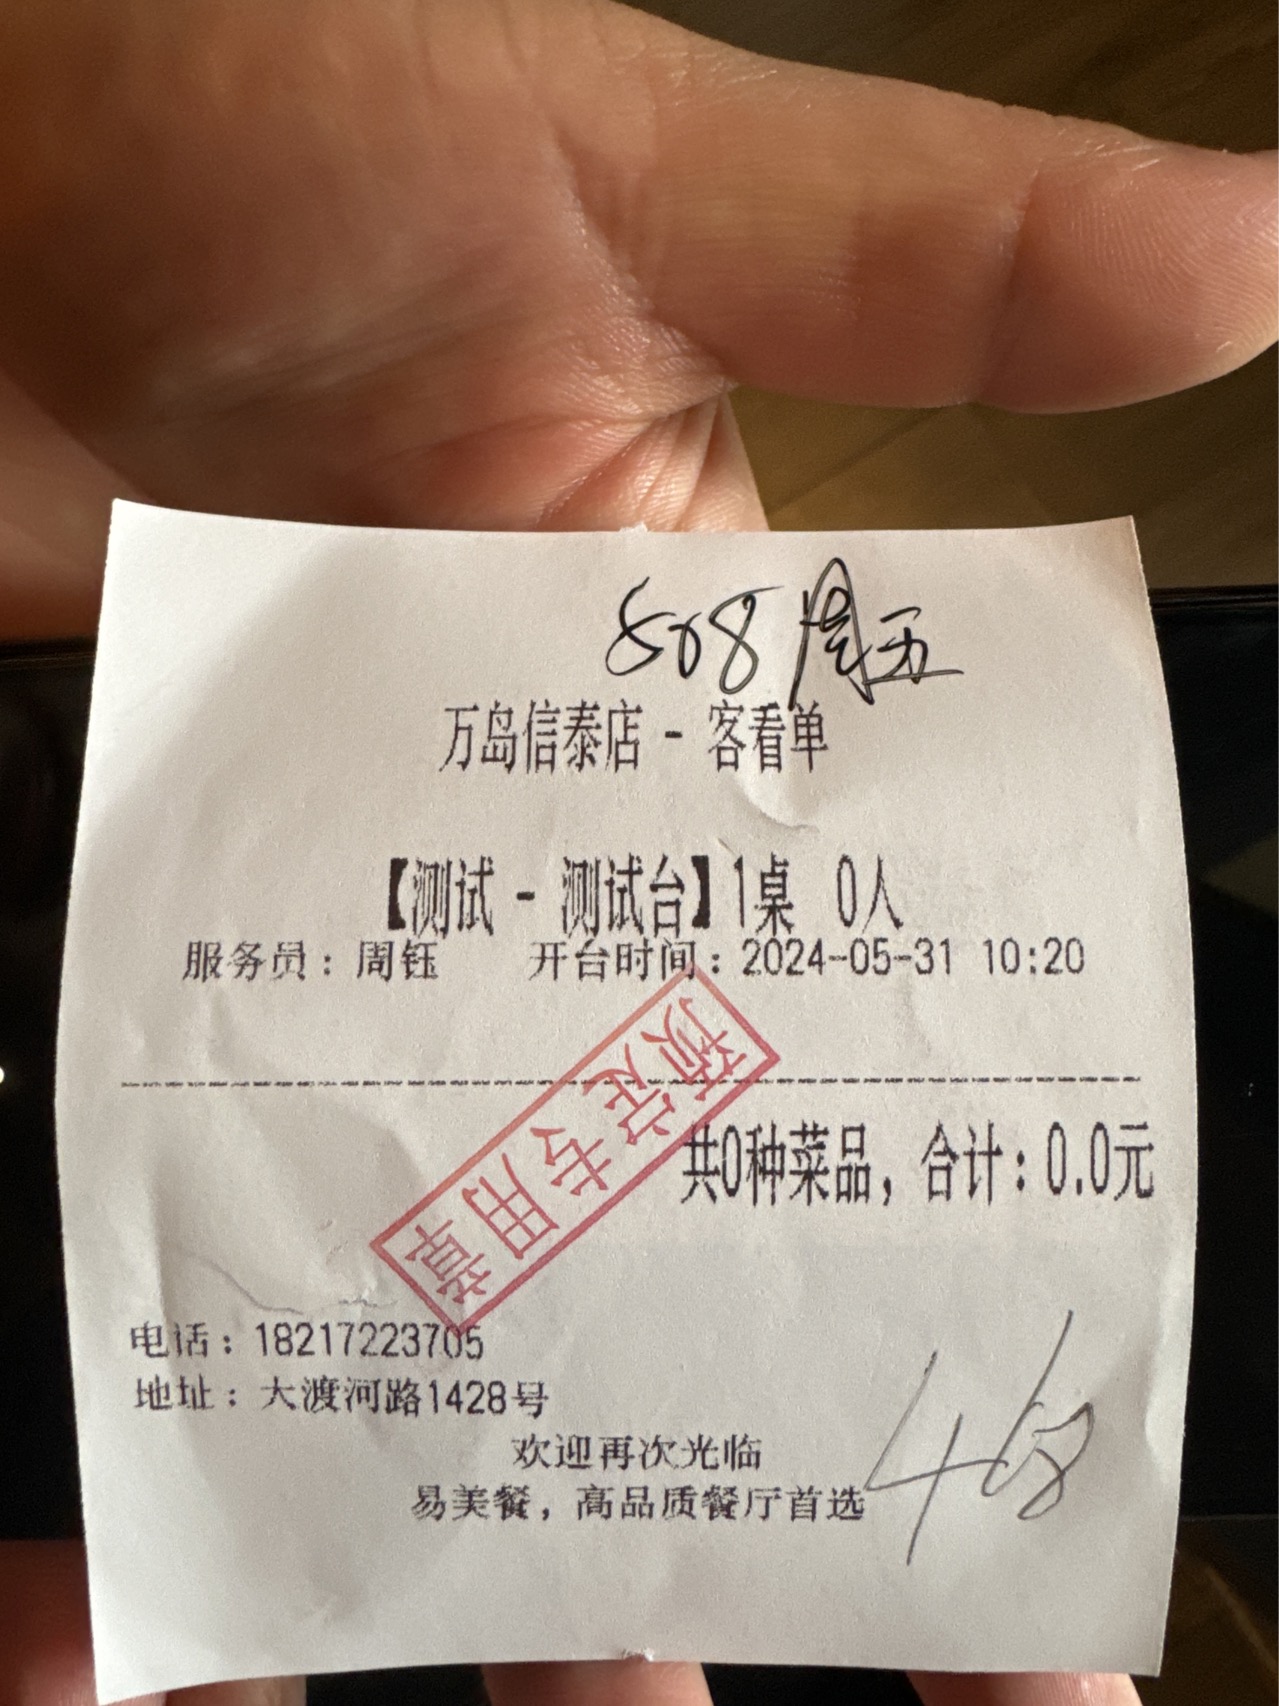 508 周五
万岛信泰店 - 客看单
【测试 - 测试台】1桌 0人
服务员：周钰 开台时间：2024-05-31 10:20
预定专用章
共0种菜品，合计：0.0元
电话：18217223705
地址：大渡河路1428号
欢迎再次光临
易美餐，高品质餐厅首选
468